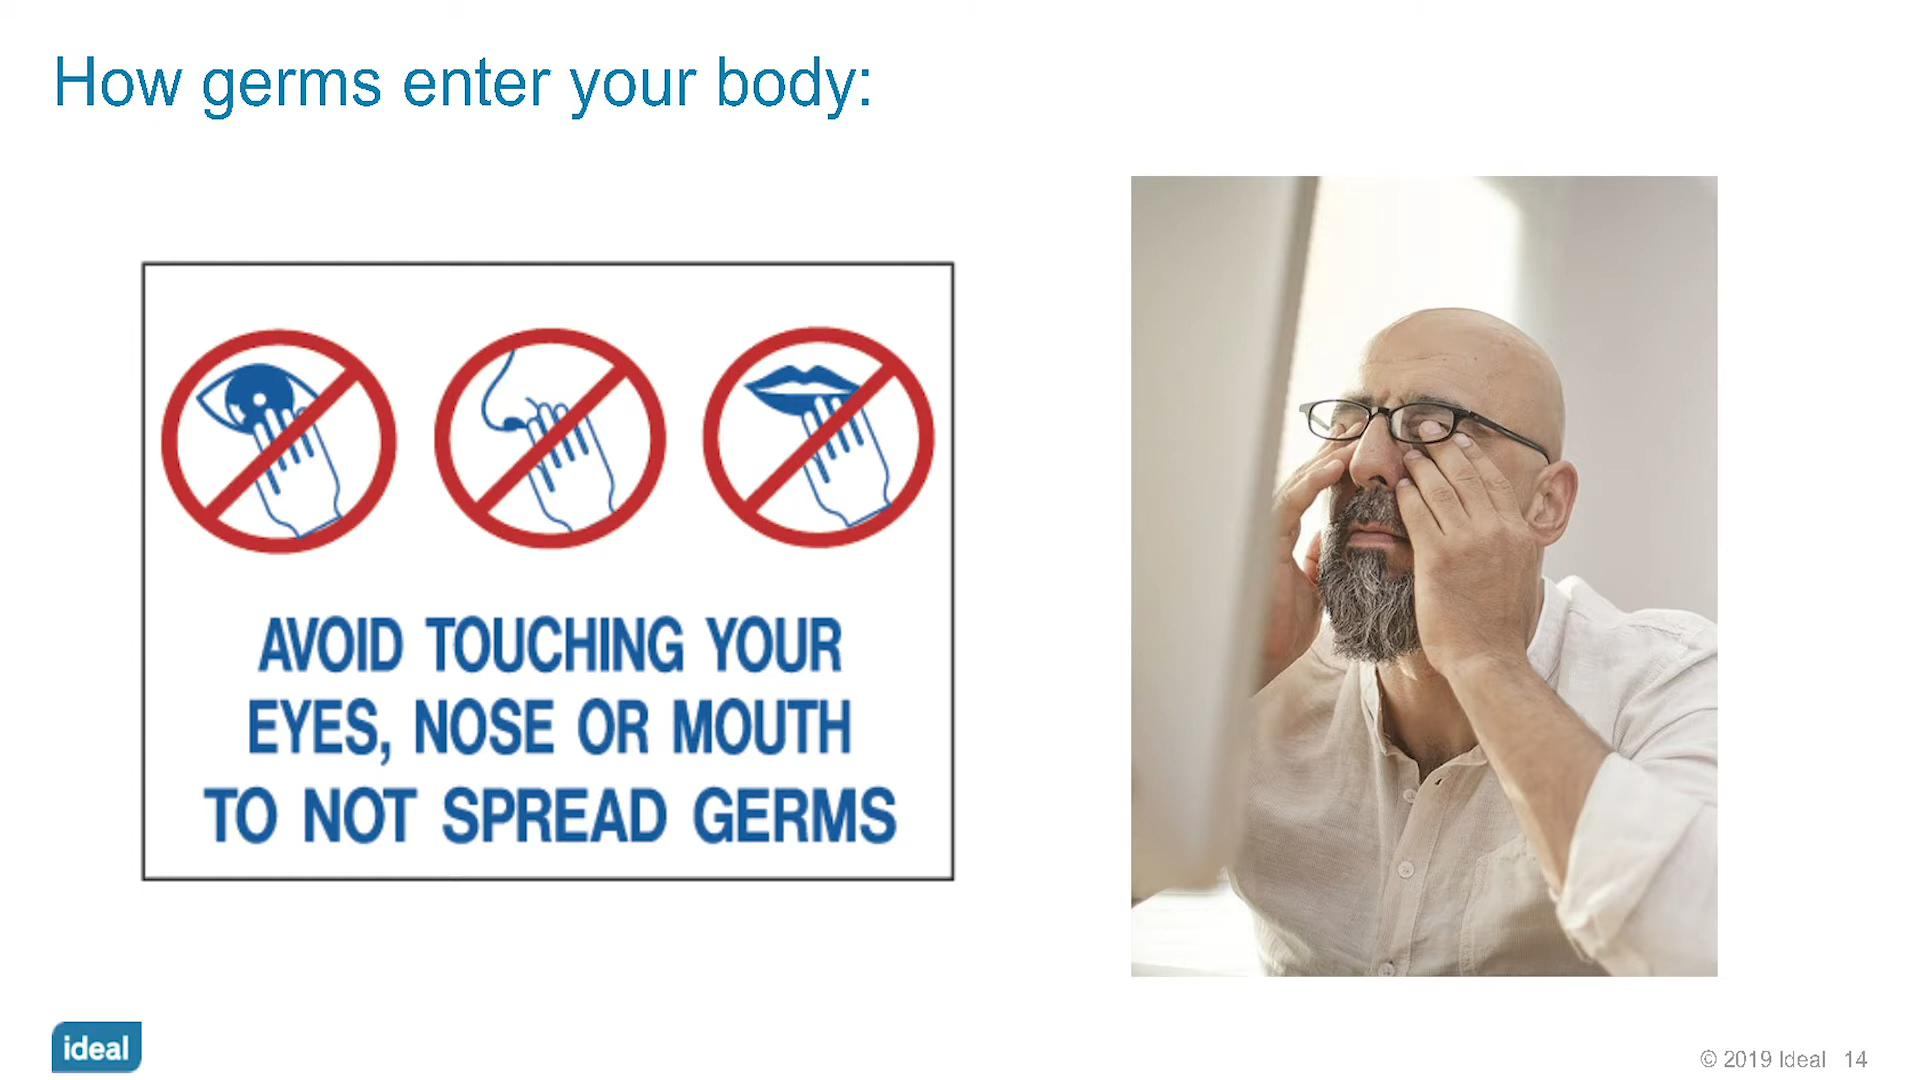 How germs enter your body:
AVOID TOUCHING YOUR
EYES, NOSE OR MOUTH
TO NOT SPREAD GERMS
ideal
© 2019 Ideal 14